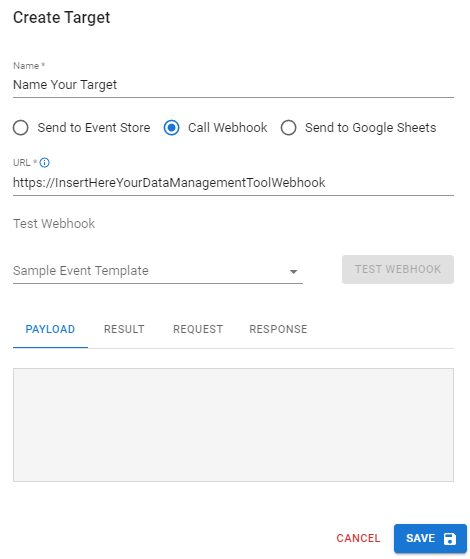 Create Target
Name *
Name Your Target
Send to Event Store Call Webhook Send to Google Sheets
URL *
https://InsertHereYourDataManagementToolWebhook
Test Webhook
Sample Event Template TEST WEBHOOK
PAYLOAD RESULT REQUEST RESPONSE
CANCEL SAVE